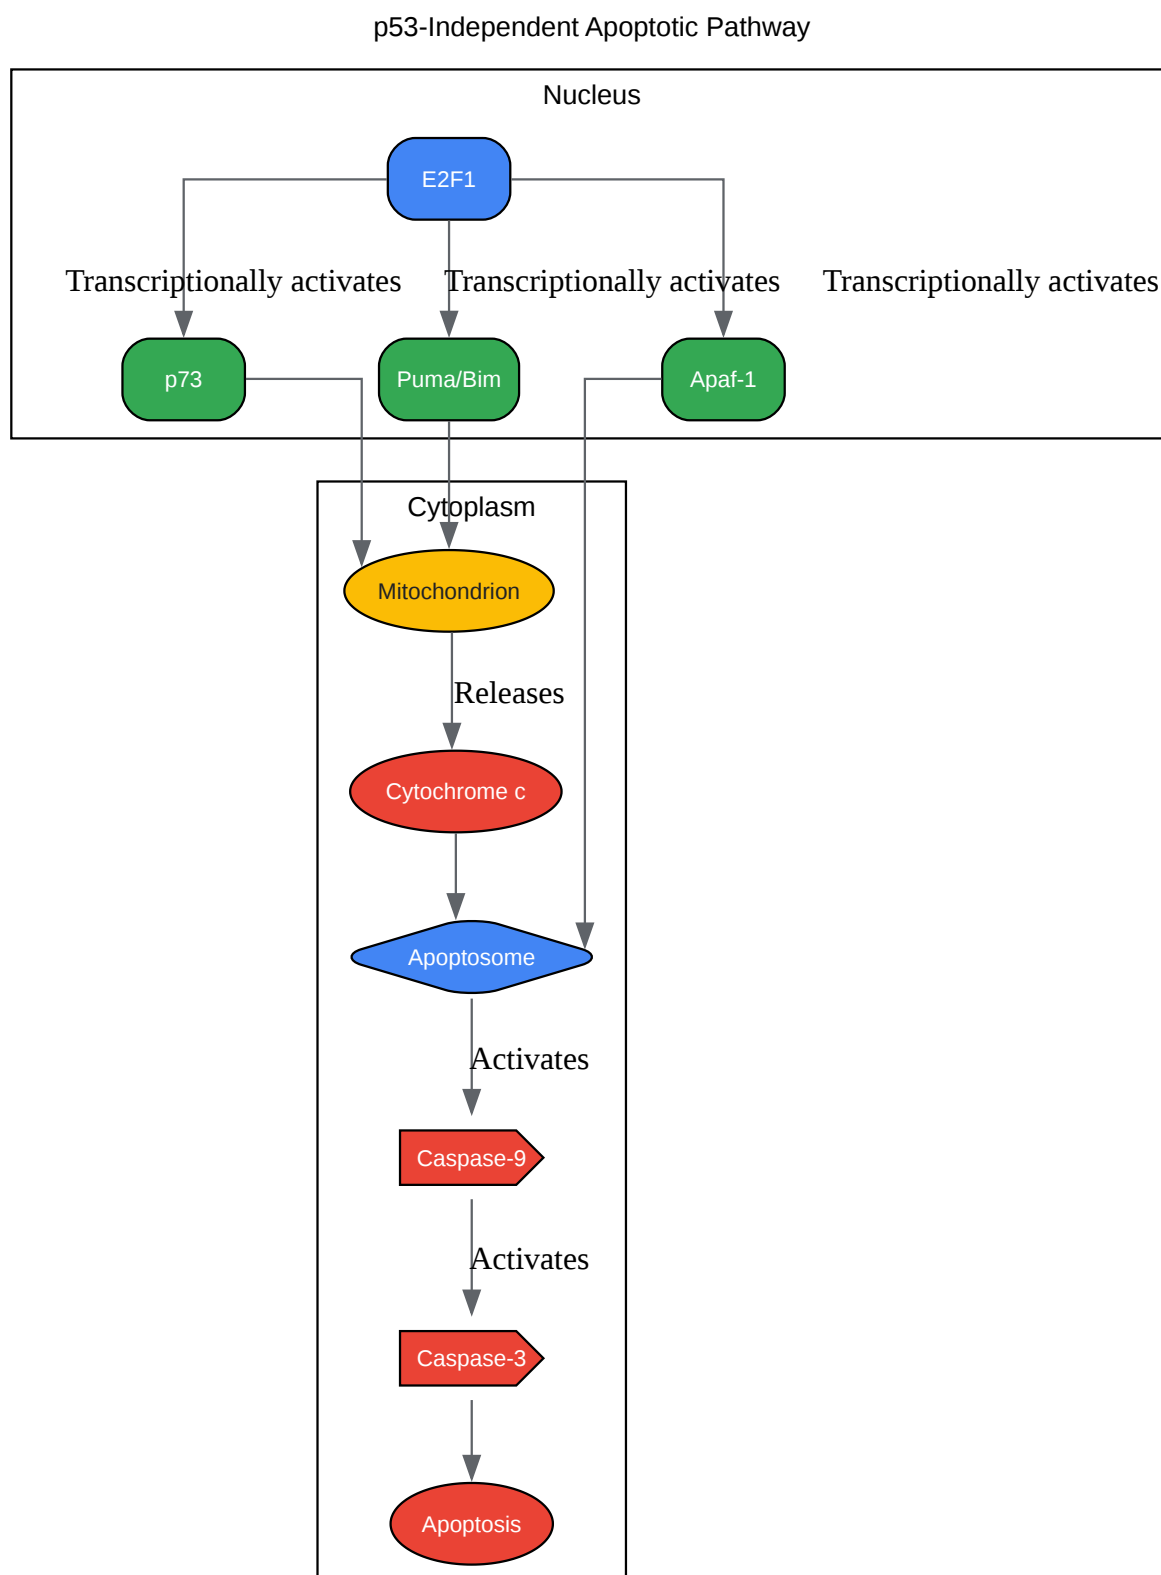 p53-Independent Apoptotic Pathway
Nucleus
E2F1
Transcriptionally activates
Transcriptionally activates
Transcriptionally activates
p73
Puma/Bim
Apaf-1
Cytoplasm
Mitochondrion
Releases
Cytochrome c
Apoptosome
Activates
Caspase-9
Activates
Caspase-3
Apoptosis